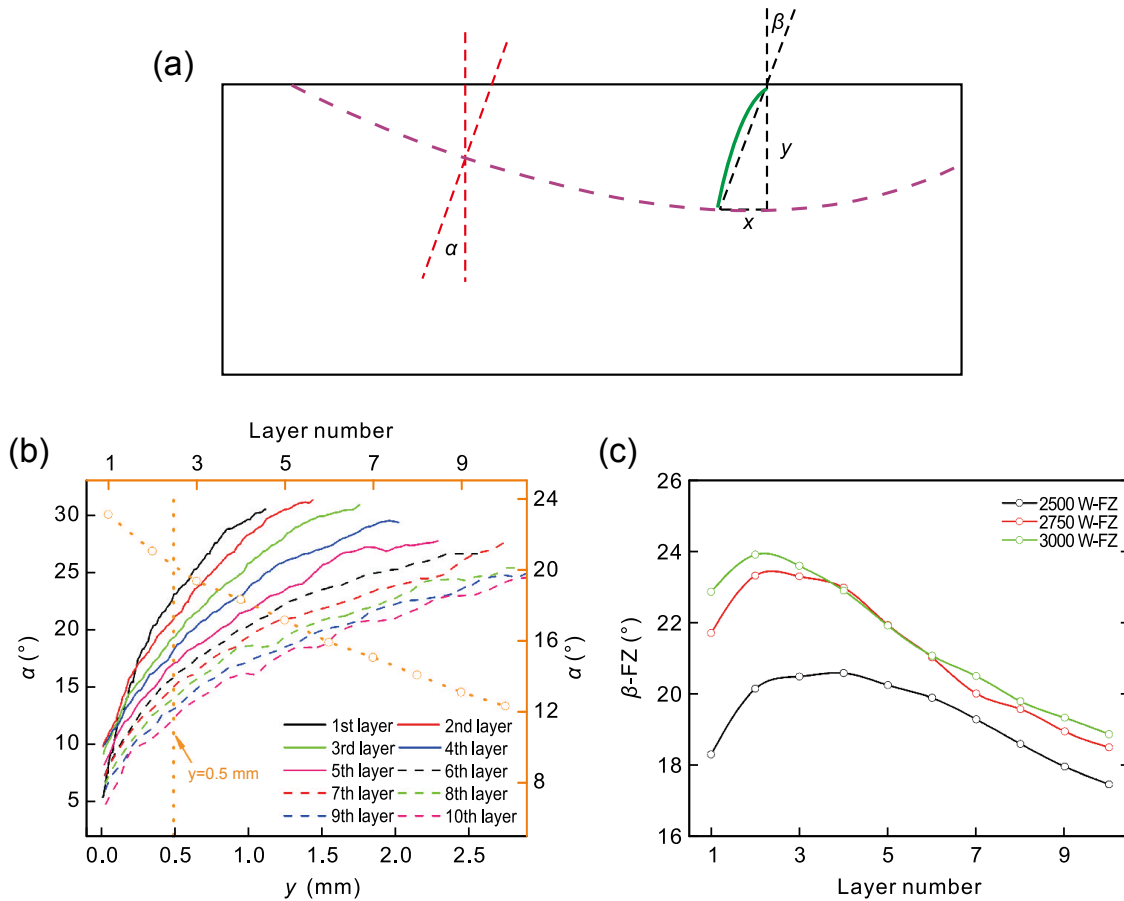 (a)
β
α
y
x
(b)
Layer number
1 3 5 7 9
30
25
20
15
10
5
α (°)
24
20
16
12
8
α (°)
y=0.5 mm
1st layer 2nd layer
3rd layer 4th layer
5th layer 6th layer
7th layer 8th layer
9th layer 10th layer
0.0 0.5 1.0 1.5 2.0 2.5
y (mm)
(c)
26
24
22
20
18
16
β-FZ (°)
2500 W-FZ
2750 W-FZ
3000 W-FZ
1 3 5 7 9
Layer number